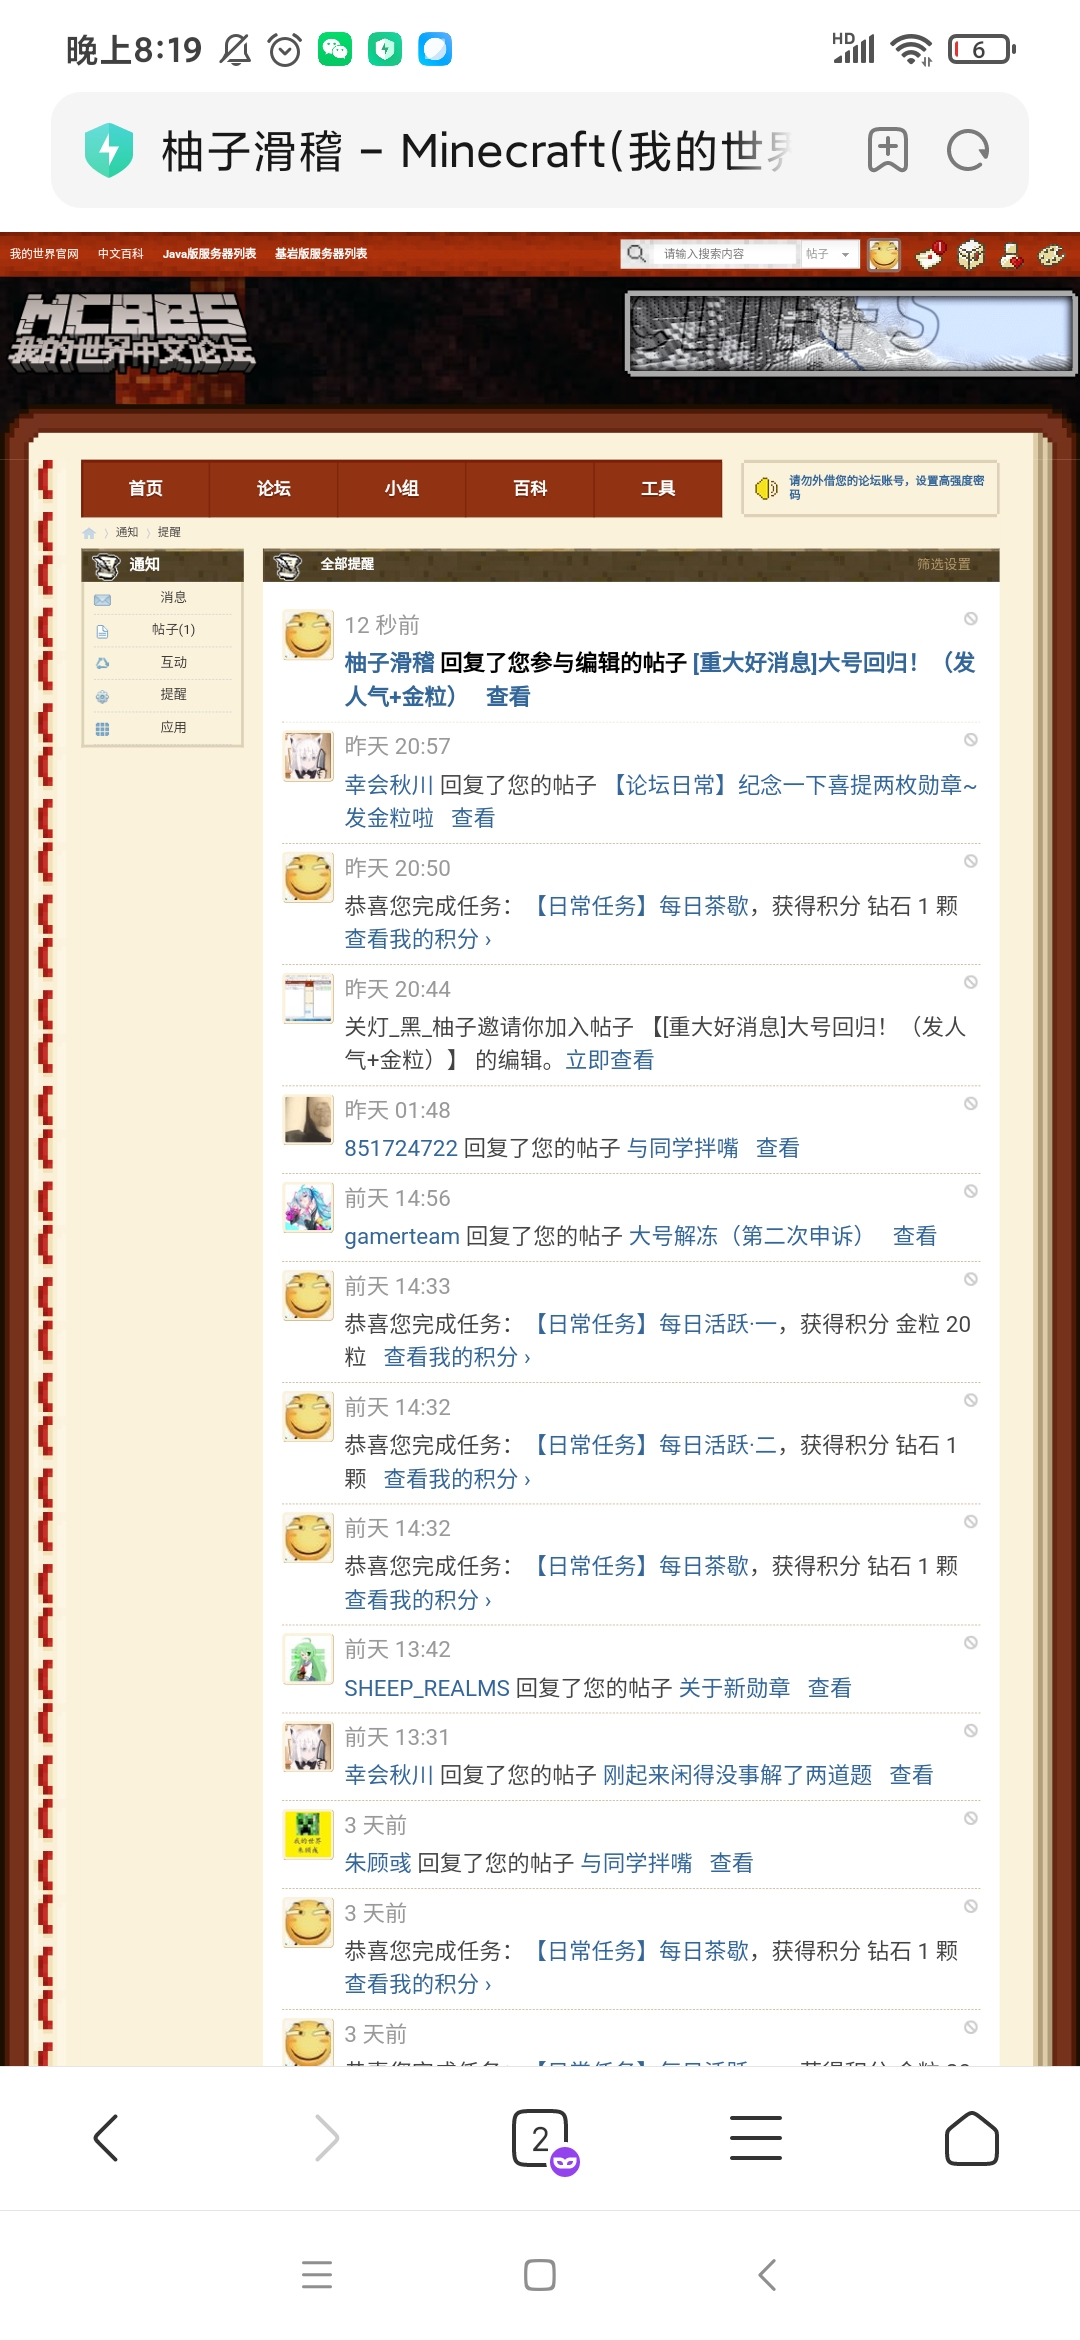 晚上8:19
HD
6
柚子滑稽 - Minecraft(我的世界
我的世界官网 中文百科 Java版服务器列表 基岩版服务器列表
请输入搜索内容 帖子
1
MCBBS
我的世界中文论坛
首页 论坛 小组 百科 工具
请勿外借您的论坛账号，设置高强度密
码
通知 提醒
通知
消息
帖子(1)
互动
提醒
应用
全部提醒 筛选设置
12 秒前
柚子滑稽 回复了您参与编辑的帖子 [重大好消息]大号回归！（发
人气+金粒） 查看
昨天 20:57
幸会秋川 回复了您的帖子 【论坛日常】纪念一下喜提两枚勋章~
发金粒啦 查看
昨天 20:50
恭喜您完成任务：【日常任务】每日茶歇，获得积分 钻石 1 颗
查看我的积分 ›
昨天 20:44
关灯_黑_柚子邀请你加入帖子 【[重大好消息]大号回归！（发人
气+金粒）】 的编辑。立即查看
昨天 01:48
851724722 回复了您的帖子 与同学拌嘴 查看
前天 14:56
gamerteam 回复了您的帖子 大号解冻（第二次申诉） 查看
前天 14:33
恭喜您完成任务：【日常任务】每日活跃·一，获得积分 金粒 20
粒 查看我的积分 ›
前天 14:32
恭喜您完成任务：【日常任务】每日活跃·二，获得积分 钻石 1
颗 查看我的积分 ›
前天 14:32
恭喜您完成任务：【日常任务】每日茶歇，获得积分 钻石 1 颗
查看我的积分 ›
前天 13:42
SHEEP_REALMS 回复了您的帖子 关于新勋章 查看
前天 13:31
幸会秋川 回复了您的帖子 刚起来闲得没事解了两道题 查看
我的世界
朱顾彧
3 天前
朱顾彧 回复了您的帖子 与同学拌嘴 查看
3 天前
恭喜您完成任务：【日常任务】每日茶歇，获得积分 钻石 1 颗
查看我的积分 ›
3 天前
2